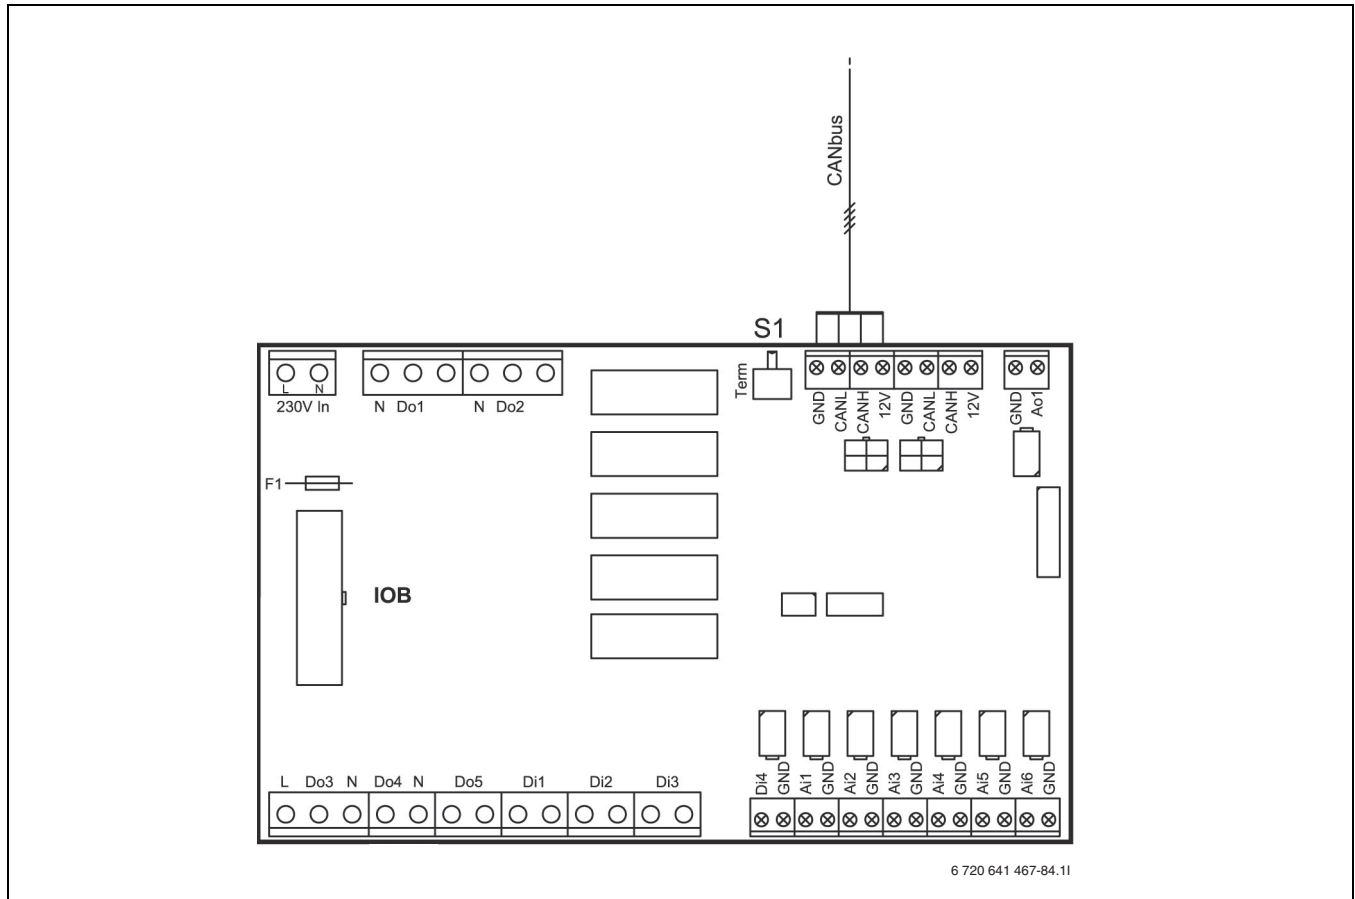 CANbus
S1
Term
L N
230V In
N Do1 N Do2
GND CANL CANH 12V GND CANL CANH 12V
GND Ao1
F1
IOB
L Do3 N Do4 N Do5 Di1 Di2 Di3
Di4 GND Ai1 GND Ai2 GND Ai3 GND Ai4 GND Ai5 GND Ai6 GND
6 720 641 467-84.1I